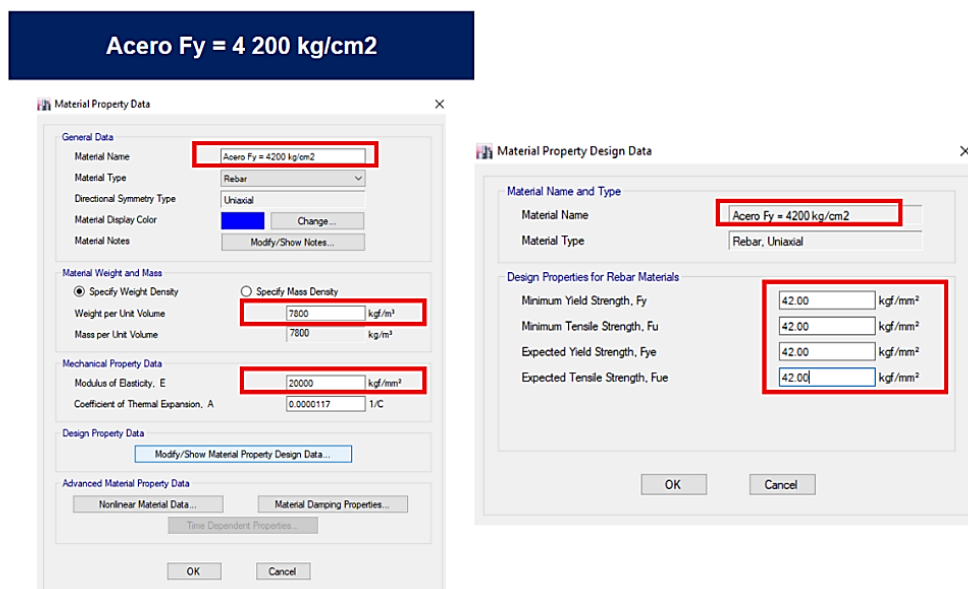 Acero Fy = 4 200 kg/cm2
Material Property Data
General Data
Material Name Acero Fy = 4200 kg/cm2
Material Type Rebar
Directional Symmetry Type Uniaxial
Material Display Color Change...
Material Notes Modify/Show Notes...
Material Weight and Mass
Specify Weight Density Specify Mass Density
Weight per Unit Volume 7800 kgf/m³
Mass per Unit Volume 7800 kg/m³
Mechanical Property Data
Modulus of Elasticity, E 20000 kgf/mm²
Coefficient of Thermal Expansion, A 0.0000117 1/C
Design Property Data
Modify/Show Material Property Design Data...
Advanced Material Property Data
Nonlinear Material Data... Material Damping Properties...
Time Dependent Properties...
OK Cancel
Material Property Design Data
Material Name and Type
Material Name Acero Fy = 4200 kg/cm2
Material Type Rebar, Uniaxial
Design Properties for Rebar Materials
Minimum Yield Strength, Fy 42.00 kgf/mm²
Minimum Tensile Strength, Fu 42.00 kgf/mm²
Expected Yield Strength, Fye 42.00 kgf/mm²
Expected Tensile Strength, Fue 42.00 kgf/mm²
OK Cancel